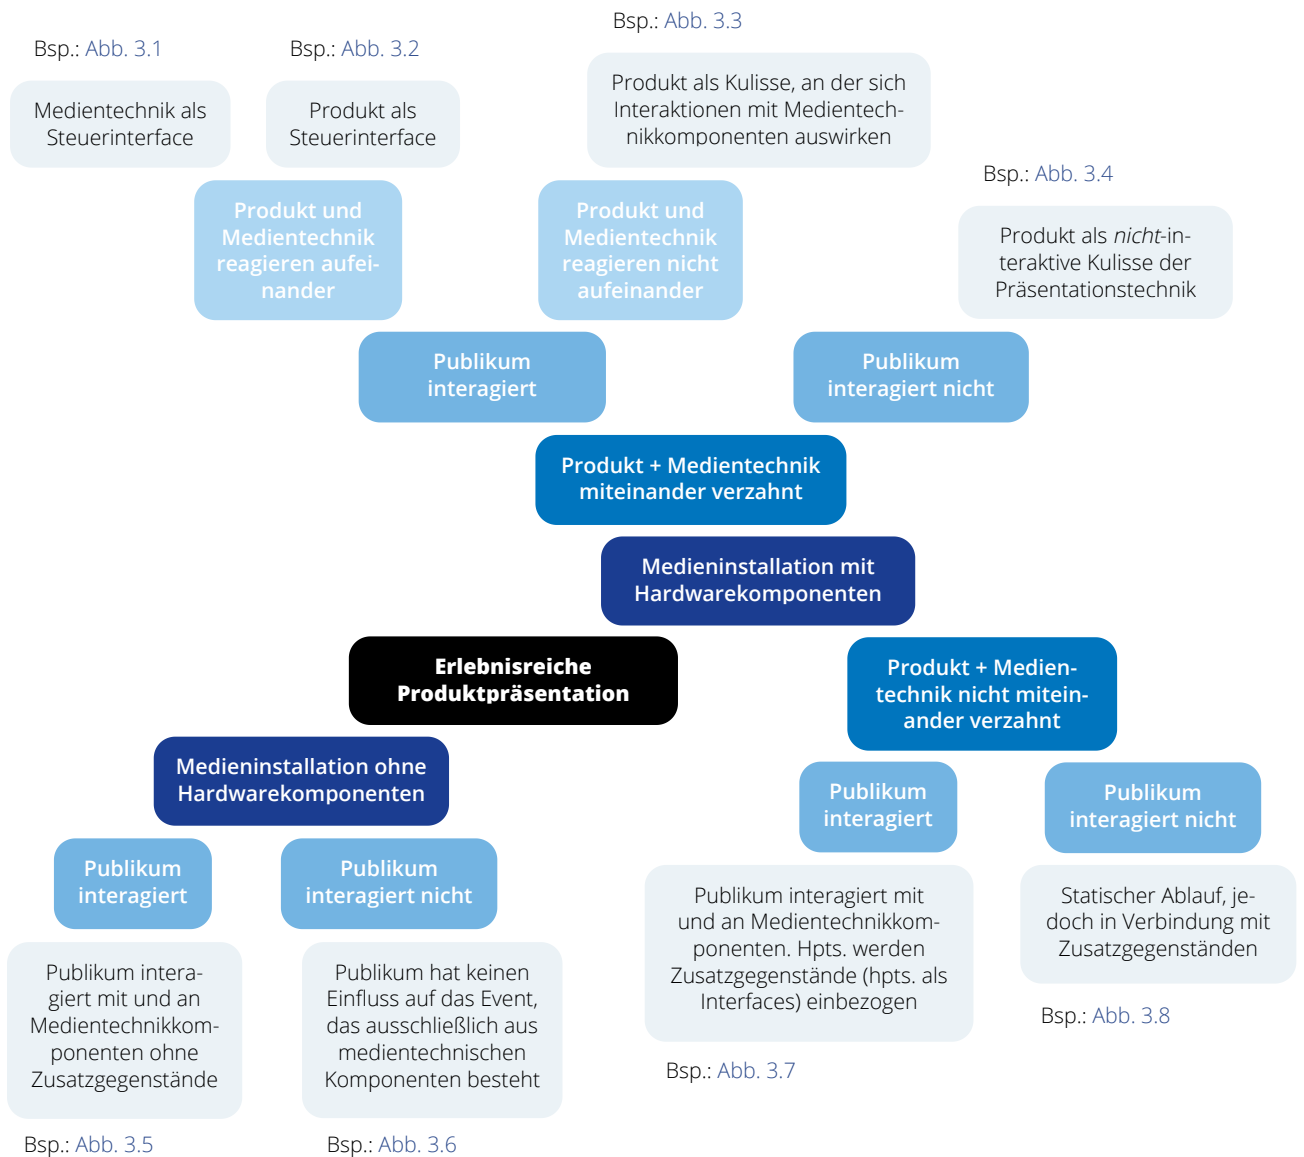 Bsp.: Abb. 3.3
Bsp.: Abb. 3.1
Bsp.: Abb. 3.2
Medientechnik als
Steuerinterface
Produkt als
Steuerinterface
Produkt als Kulisse, an der sich
Interaktionen mit Medientech-
nikkomponenten auswirken
Bsp.: Abb. 3.4
Produkt und
Medientechnik
reagieren aufei-
nander
Produkt und
Medientechnik
reagieren nicht
aufeinander
Produkt als nicht-in-
teraktive Kulisse der
Präsentationstechnik
Publikum
interagiert
Publikum
interagiert nicht
Produkt + Medientechnik
miteinander verzahnt
Medieninstallation mit
Hardwarekomponenten
Erlebnisreiche
Produktpräsentation
Produkt + Medien-
technik nicht mitein-
ander verzahnt
Medieninstallation ohne
Hardwarekomponenten
Publikum
interagiert
Publikum
interagiert nicht
Publikum
interagiert
Publikum
interagiert nicht
Publikum interagiert mit
und an Medientechnikkom-
ponenten. Hpts. werden
Zusatzgegenstände (hpts. als
Interfaces) einbezogen
Statischer Ablauf, je-
doch in Verbindung mit
Zusatzgegenständen
Publikum intera-
giert mit und an
Medientechnikkom-
ponenten ohne
Zusatzgegenstände
Publikum hat keinen
Einfluss auf das Event,
das ausschließlich aus
medientechnischen
Komponenten besteht
Bsp.: Abb. 3.8
Bsp.: Abb. 3.7
Bsp.: Abb. 3.5
Bsp.: Abb. 3.6